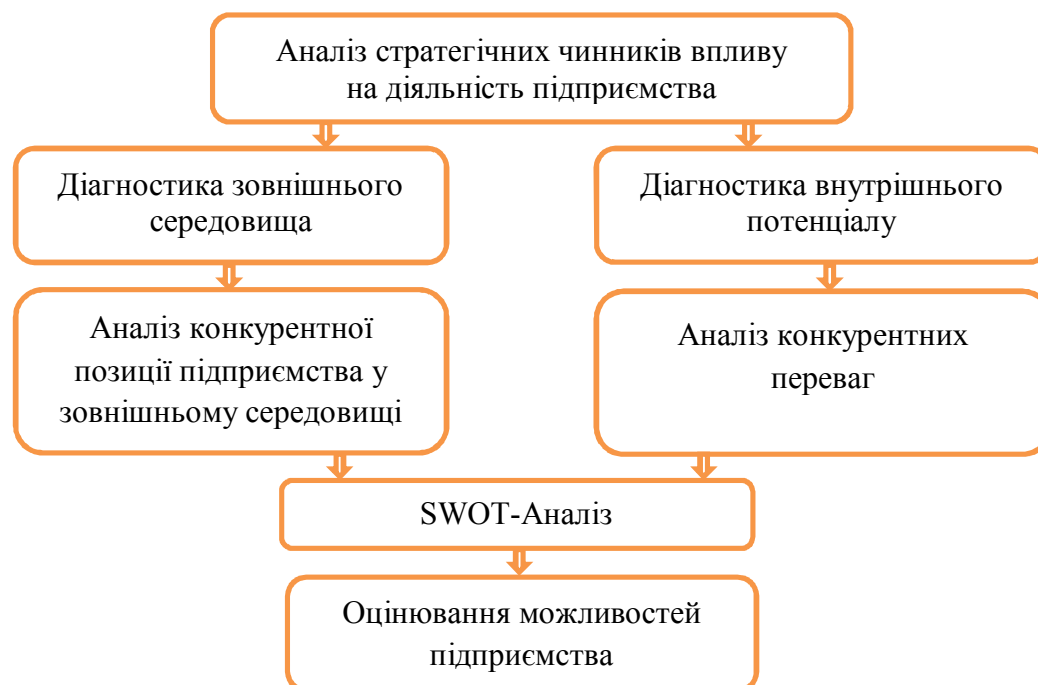 Аналіз стратегічних чинників впливу
на діяльність підприємства
Діагностика зовнішнього
середовища
Діагностика внутрішнього
потенціалу
Аналіз конкурентної
позиції підприємства у
зовнішньому середовищі
Аналіз конкурентних
переваг
SWOT-Аналіз
Оцінювання можливостей
підприємства